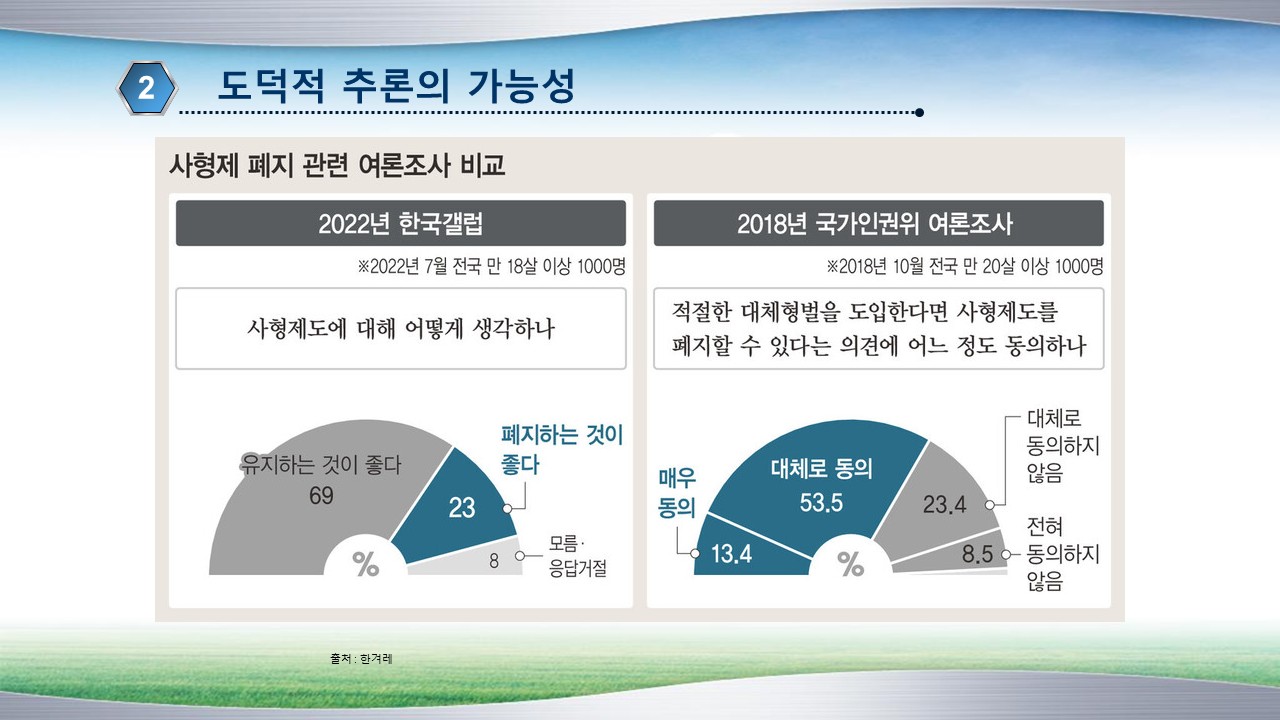 2
도덕적 추론의 가능성
사형제 폐지 관련 여론조사 비교
2022년 한국갤럽
※2022년 7월 전국 만 18살 이상 1000명
사형제도에 대해 어떻게 생각하나
유지하는 것이 좋다
69
폐지하는 것이
좋다
23
모름·
응답거절
8
%
2018년 국가인권위 여론조사
※2018년 10월 전국 만 20살 이상 1000명
적절한 대체형벌을 도입한다면 사형제도를
폐지할 수 있다는 의견에 어느 정도 동의하나
매우
동의
13.4
대체로 동의
53.5
대체로
동의하지
않음
23.4
전혀
동의하지
않음
8.5
%
출처 : 한겨레